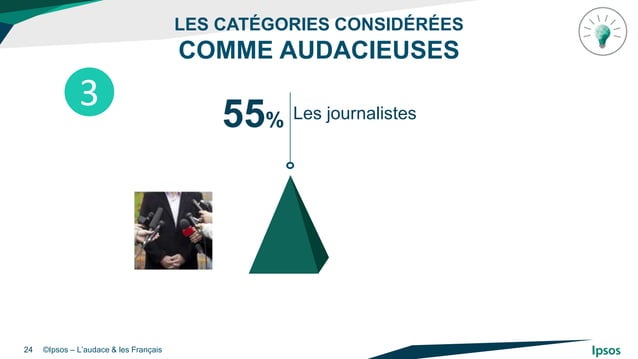 LES CATÉGORIES CONSIDÉRÉES
COMME AUDACIEUSES
3
55% Les journalistes
24 ©Ipsos – L'audace & les Français
Ipsos